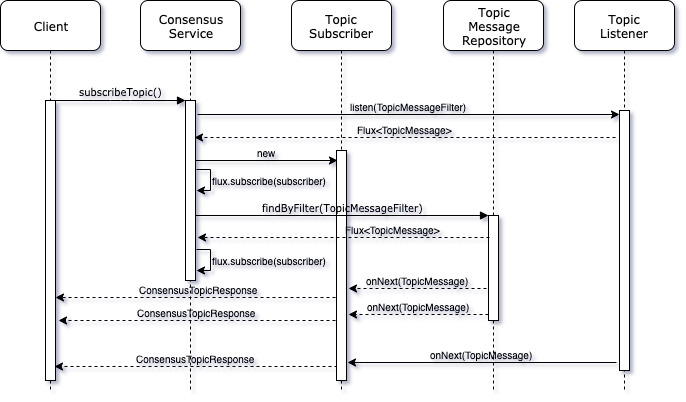 Client
Consensus
Service
Topic
Subscriber
Topic
Message
Repository
Topic
Listener
subscribeTopic()
listen(TopicMessageFilter)
Flux<TopicMessage>
new
flux.subscribe(subscriber)
findByFilter(TopicMessageFilter)
Flux<TopicMessage>
flux.subscribe(subscriber)
onNext(TopicMessage)
ConsensusTopicResponse
onNext(TopicMessage)
ConsensusTopicResponse
onNext(TopicMessage)
ConsensusTopicResponse